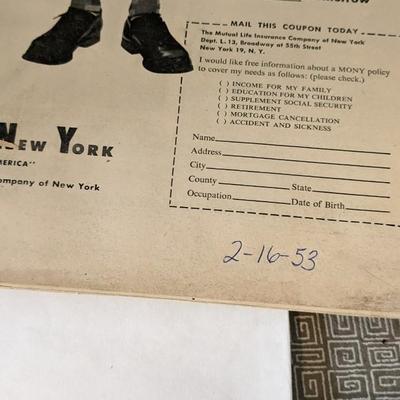 MAIL THIS COUPON TODAY
The Mutual Life Insurance Company of New York
Dept. L. 13, Broadway at 55th Street
New York 19, N. Y.
I would like free information about a MONY policy
to cover my needs as follows: (please check.)
( ) INCOME FOR MY FAMILY
( ) EDUCATION FOR MY CHILDREN
( ) SUPPLEMENT SOCIAL SECURITY
( ) RETIREMENT
( ) MORTGAGE CANCELLATION
( ) ACCIDENT AND SICKNESS
Name
Address
City
County State
Occupation Date of Birth
NEW YORK
MERICA"
ompany of New York
2-16-53